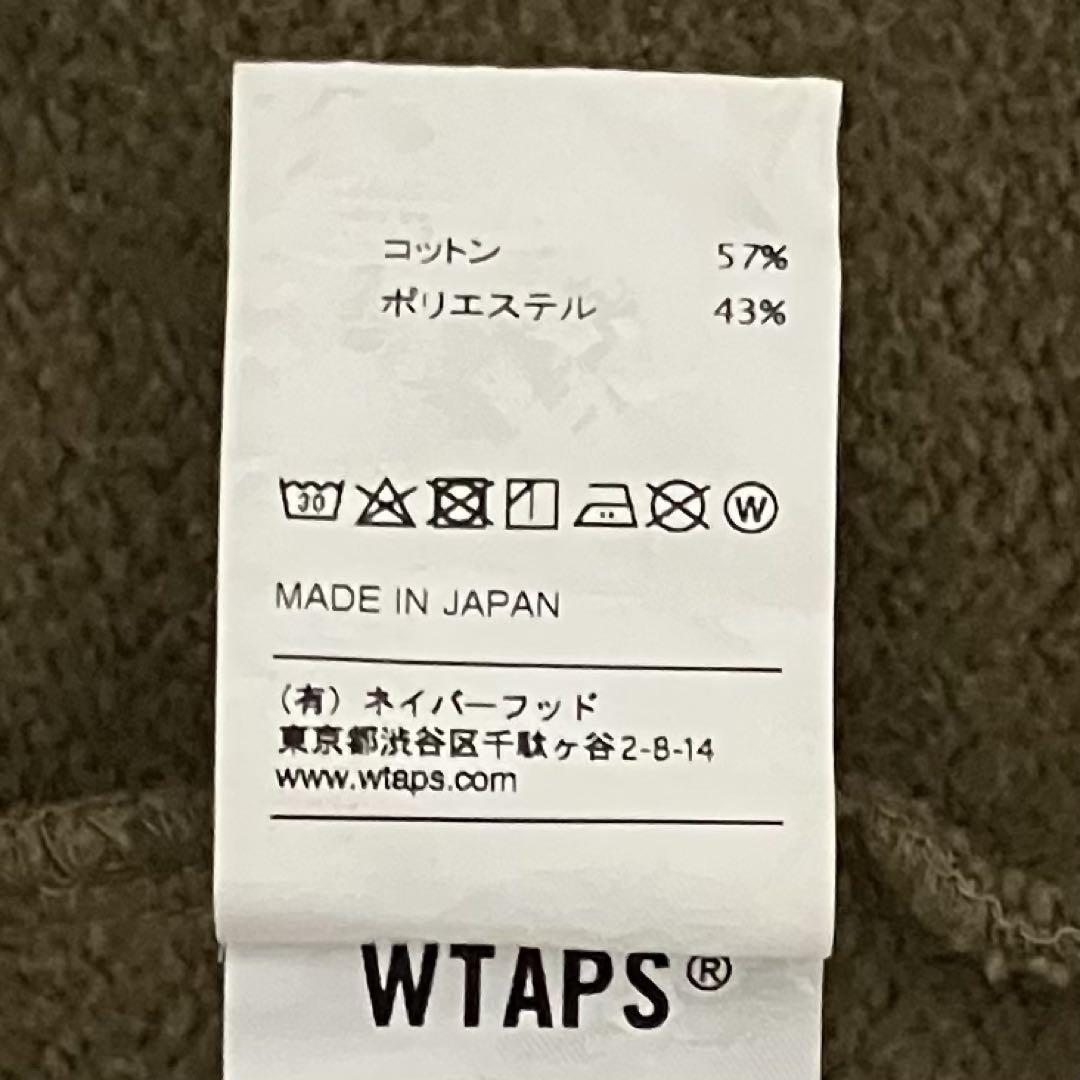 コットン 57%
ポリエステル 43%
30 W
MADE IN JAPAN
（有）ネイバーフッド
東京都渋谷区千駄ヶ谷2-8-14
www.wtaps.com
WTAPS®